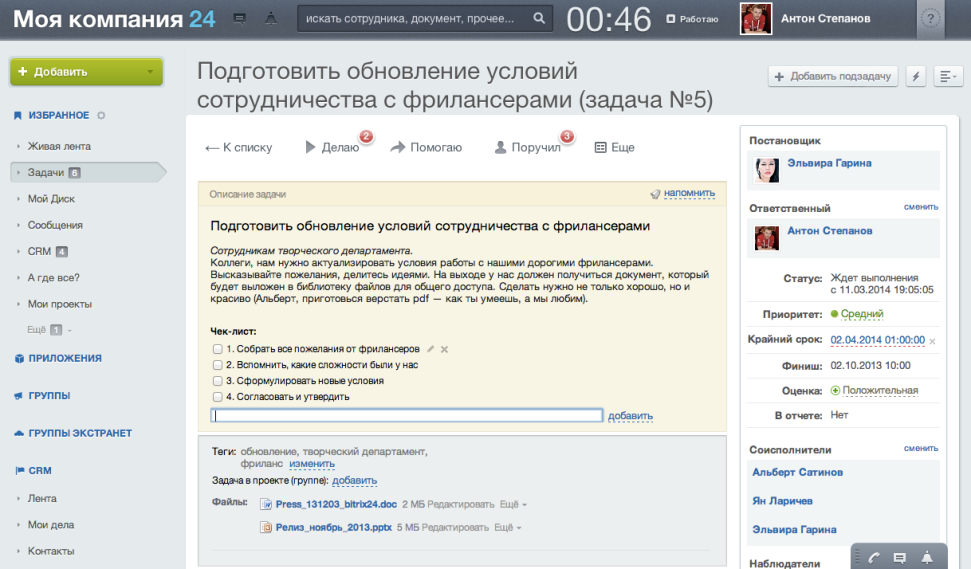 Моя компания 24
искать сотрудника, документ, прочее...
00:46
Работаю
Антон Степанов
?
Добавить
ИЗБРАННОЕ
Живая лента
Задачи 6
Мой Диск
Сообщения
CRM 4
А где все?
Мои проекты
Ещё 1
ПРИЛОЖЕНИЯ
ГРУППЫ
ГРУППЫ ЭКСТРАНЕТ
CRM
Лента
Мои дела
Контакты
Подготовить обновление условий
сотрудничества с фрилансерами (задача №5)
Добавить подзадачу
К списку
Делаю 2
Помогаю
Поручил 3
Еще
Описание задачи
напомнить
Подготовить обновление условий сотрудничества с фрилансерами
Сотрудникам творческого департамента.
Коллеги, нам нужно актуализировать условия работы с нашими дорогими фрилансерами.
Высказывайте пожелания, делитесь идеями. На выходе у нас должен получиться документ, который
будет выложен в библиотеку файлов для общего доступа. Сделать нужно не только хорошо, но и
красиво (Альберт, приготовься верстать pdf — как ты умеешь, а мы любим).
Чек-лист:
1. Собрать все пожелания от фрилансеров
2. Вспомнить, какие сложности были у нас
3. Сформулировать новые условия
4. Согласовать и утвердить
добавить
Теги: обновление, творческий департамент,
фриланс изменить
Задача в проекте (группе): добавить
Файлы: Press_131203_bitrix24.doc 2 МБ Редактировать Ещё
Релиз_ноябрь_2013.pptx 5 МБ Редактировать Ещё
Постановщик
Эльвира Гарина
Ответственный сменить
Антон Степанов
Статус: Ждет выполнения
с 11.03.2014 19:05:05
Приоритет: Средний
Крайний срок: 02.04.2014 01:00:00
Финиш: 02.10.2013 10:00
Оценка: Положительная
В отчете: Нет
Соисполнители сменить
Альберт Сатинов
Ян Ларичев
Эльвира Гарина
Наблюдатели